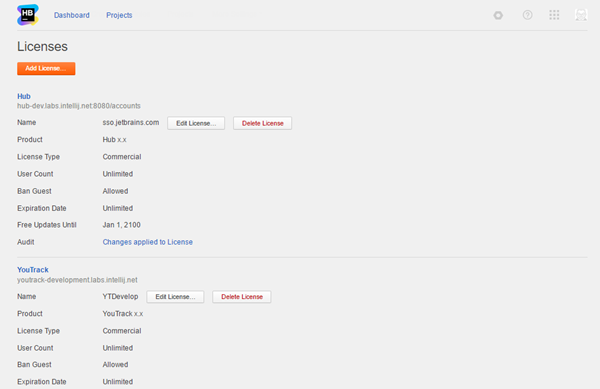 HB
Dashboard Projects
Licenses
Add License...
Hub
hub-dev.labs.intellij.net:8080/accounts
Name sso.jetbrains.com Edit License... Delete License
Product Hub x.x
License Type Commercial
User Count Unlimited
Ban Guest Allowed
Expiration Date Unlimited
Free Updates Until Jan 1, 2100
Audit Changes applied to License
YouTrack
youtrack-development.labs.intellij.net
Name YTDevelop Edit License... Delete License
Product YouTrack x.x
License Type Commercial
User Count Unlimited
Ban Guest Allowed
Expiration Date Unlimited